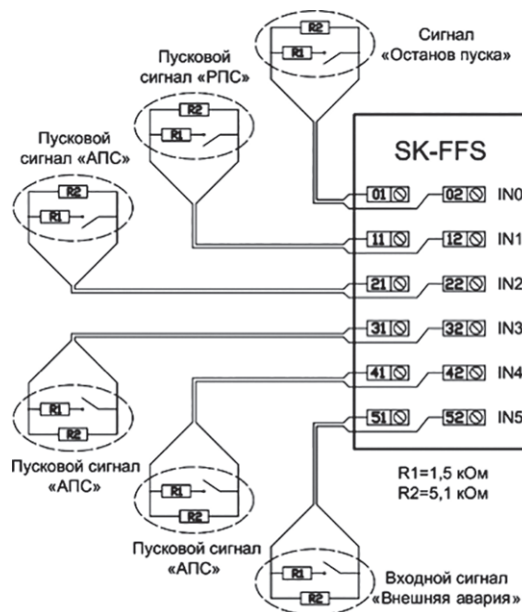 R2
R1
Сигнал
«Останов пуска»
Пусковой
сигнал «РПС»
R2
R1
Пусковой
сигнал «АПС»
R2
R1
SK-FFS
01 02 IN0
11 12 IN1
21 22 IN2
31 32 IN3
41 42 IN4
51 52 IN5
R1
R2
Пусковой сигнал
«АПС»
R1
R2
Пусковой сигнал
«АПС»
R1=1,5 кОм
R2=5,1 кОм
R1
R2
Входной сигнал
«Внешняя авария»